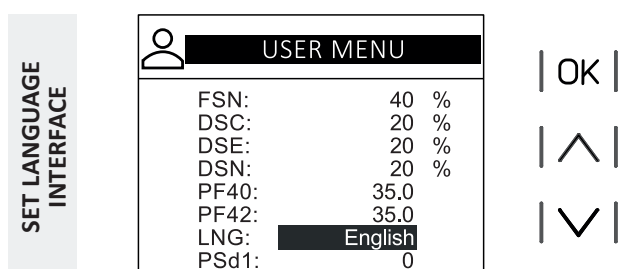 SET LANGUAGE
INTERFACE
USER MENU
FSN: 40 %
DSC: 20 %
DSE: 20 %
DSN: 20 %
PF40: 35.0
PF42: 35.0
LNG: English
PSd1: 0
OK